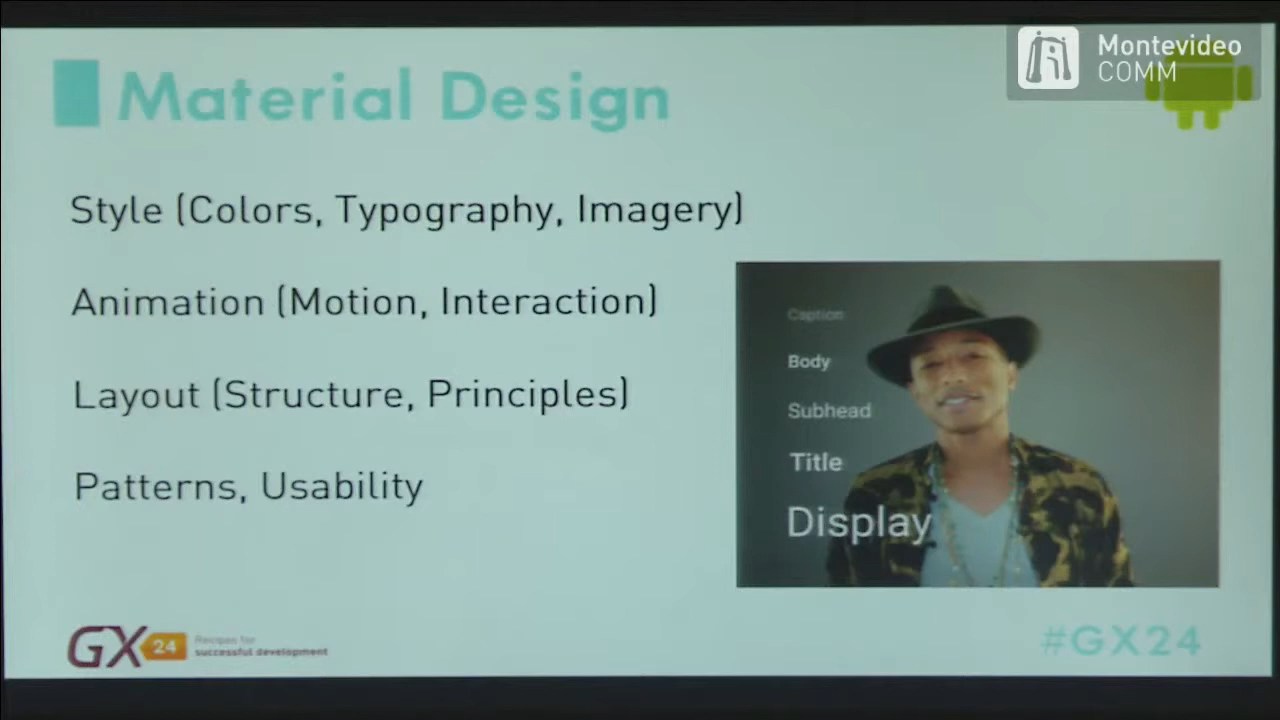 Montevideo
COMM
Material Design
Style (Colors, Typography, Imagery)
Animation (Motion, Interaction)
Layout (Structure, Principles)
Patterns, Usability
Caption
Body
Subhead
Title
Display
GX 24
Recipes for
successful development
#GX24